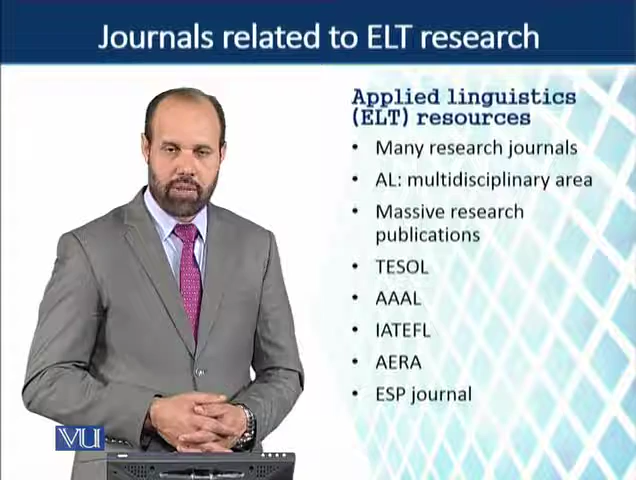 Journals related to ELT research
Applied linguistics
(ELT) resources
• Many research journals
• AL: multidisciplinary area
• Massive research
publications
• TESOL
• AAAL
• IATEFL
• AERA
• ESP journal
VU